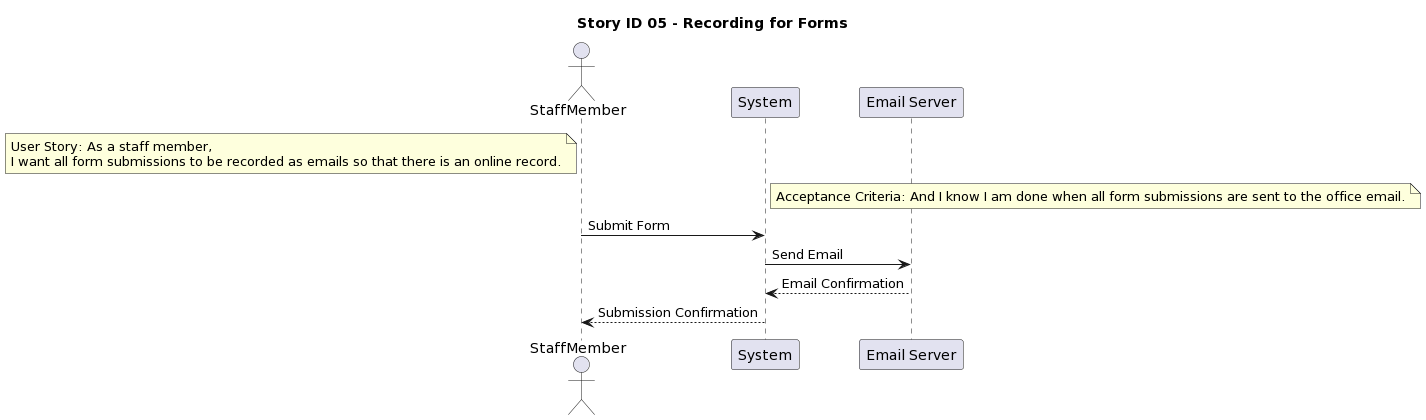 Story ID 05 - Recording for Forms
StaffMember
System
Email Server
User Story: As a staff member,
I want all form submissions to be recorded as emails so that there is an online record.
Acceptance Criteria: And I know I am done when all form submissions are sent to the office email.
Submit Form
Send Email
Email Confirmation
Submission Confirmation
StaffMember
System
Email Server